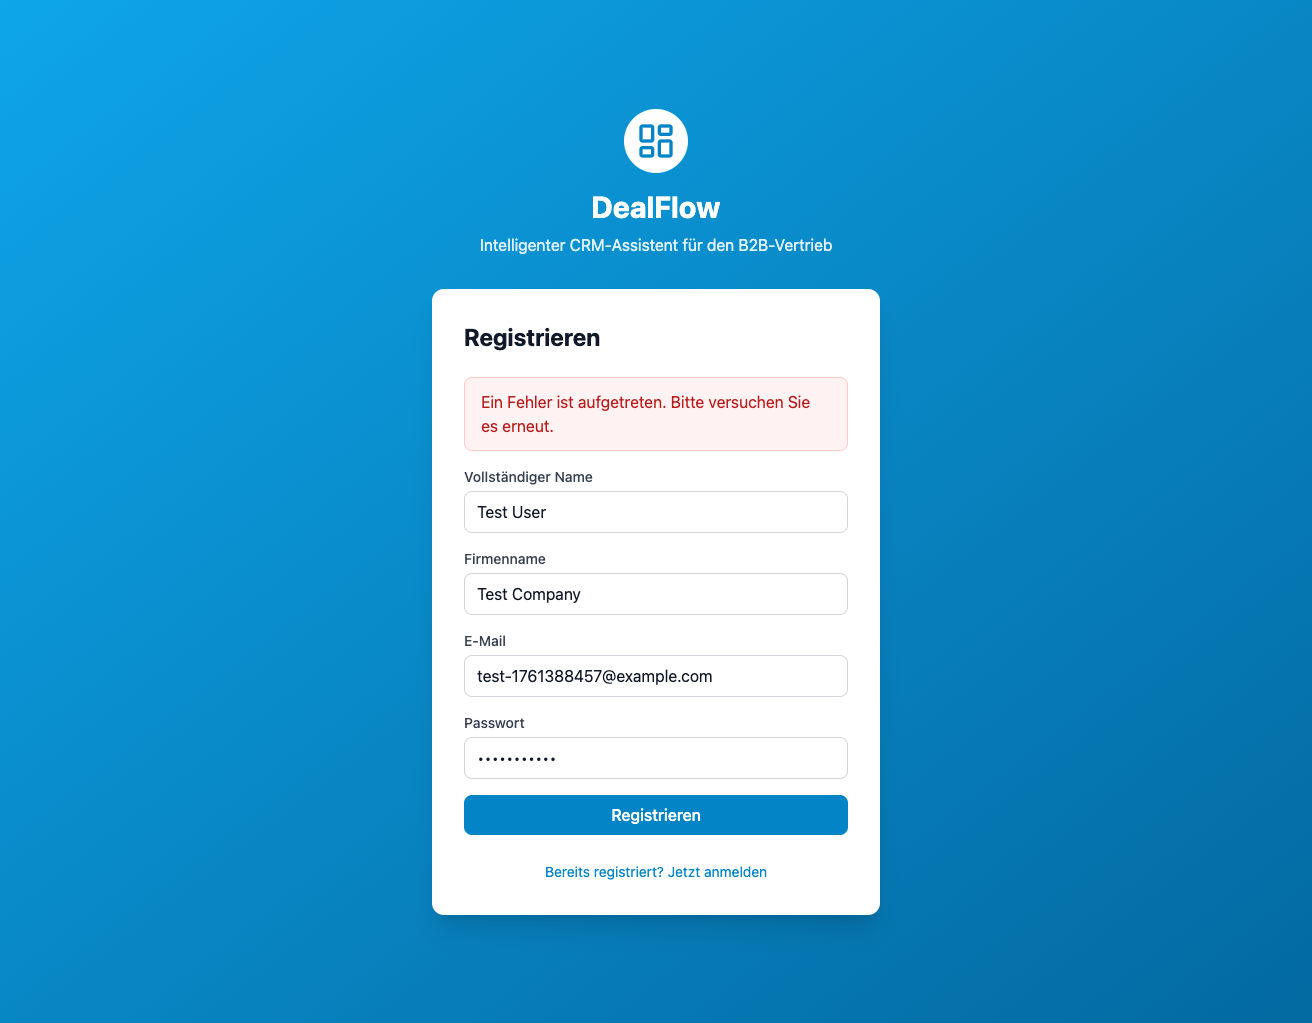 DealFlow
Intelligenter CRM-Assistent für den B2B-Vertrieb
Registrieren
Ein Fehler ist aufgetreten. Bitte versuchen Sie
es erneut.
Vollständiger Name
Test User
Firmenname
Test Company
E-Mail
test-1761388457@example.com
Passwort
•••••••••••
Registrieren
Bereits registriert? Jetzt anmelden